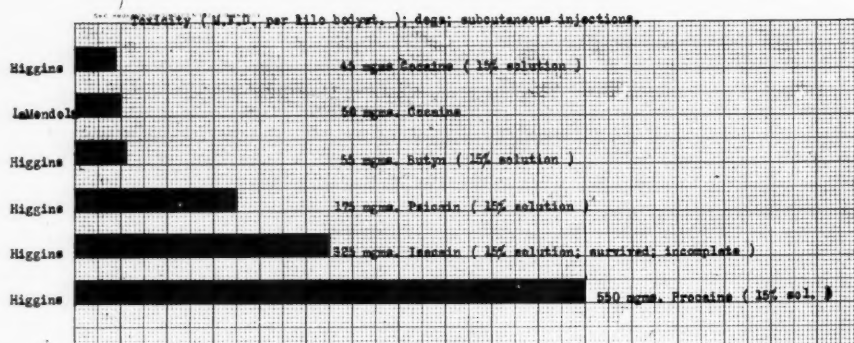 Toxicity ( M.F.D. per kilo bodywt. ); dogs; subcutaneous injections.
Higgins 45 mgms. Cocaine ( 15% solution )
LaMendola 50 mgms. Cocaine
Higgins 55 mgms. Butyn ( 15% solution )
Higgins 175 mgms. Psicain ( 15% solution )
Higgins 325 mgms. Isocain ( 15% solution; survived; incomplete )
Higgins 550 mgms. Procaine ( 15% sol. )